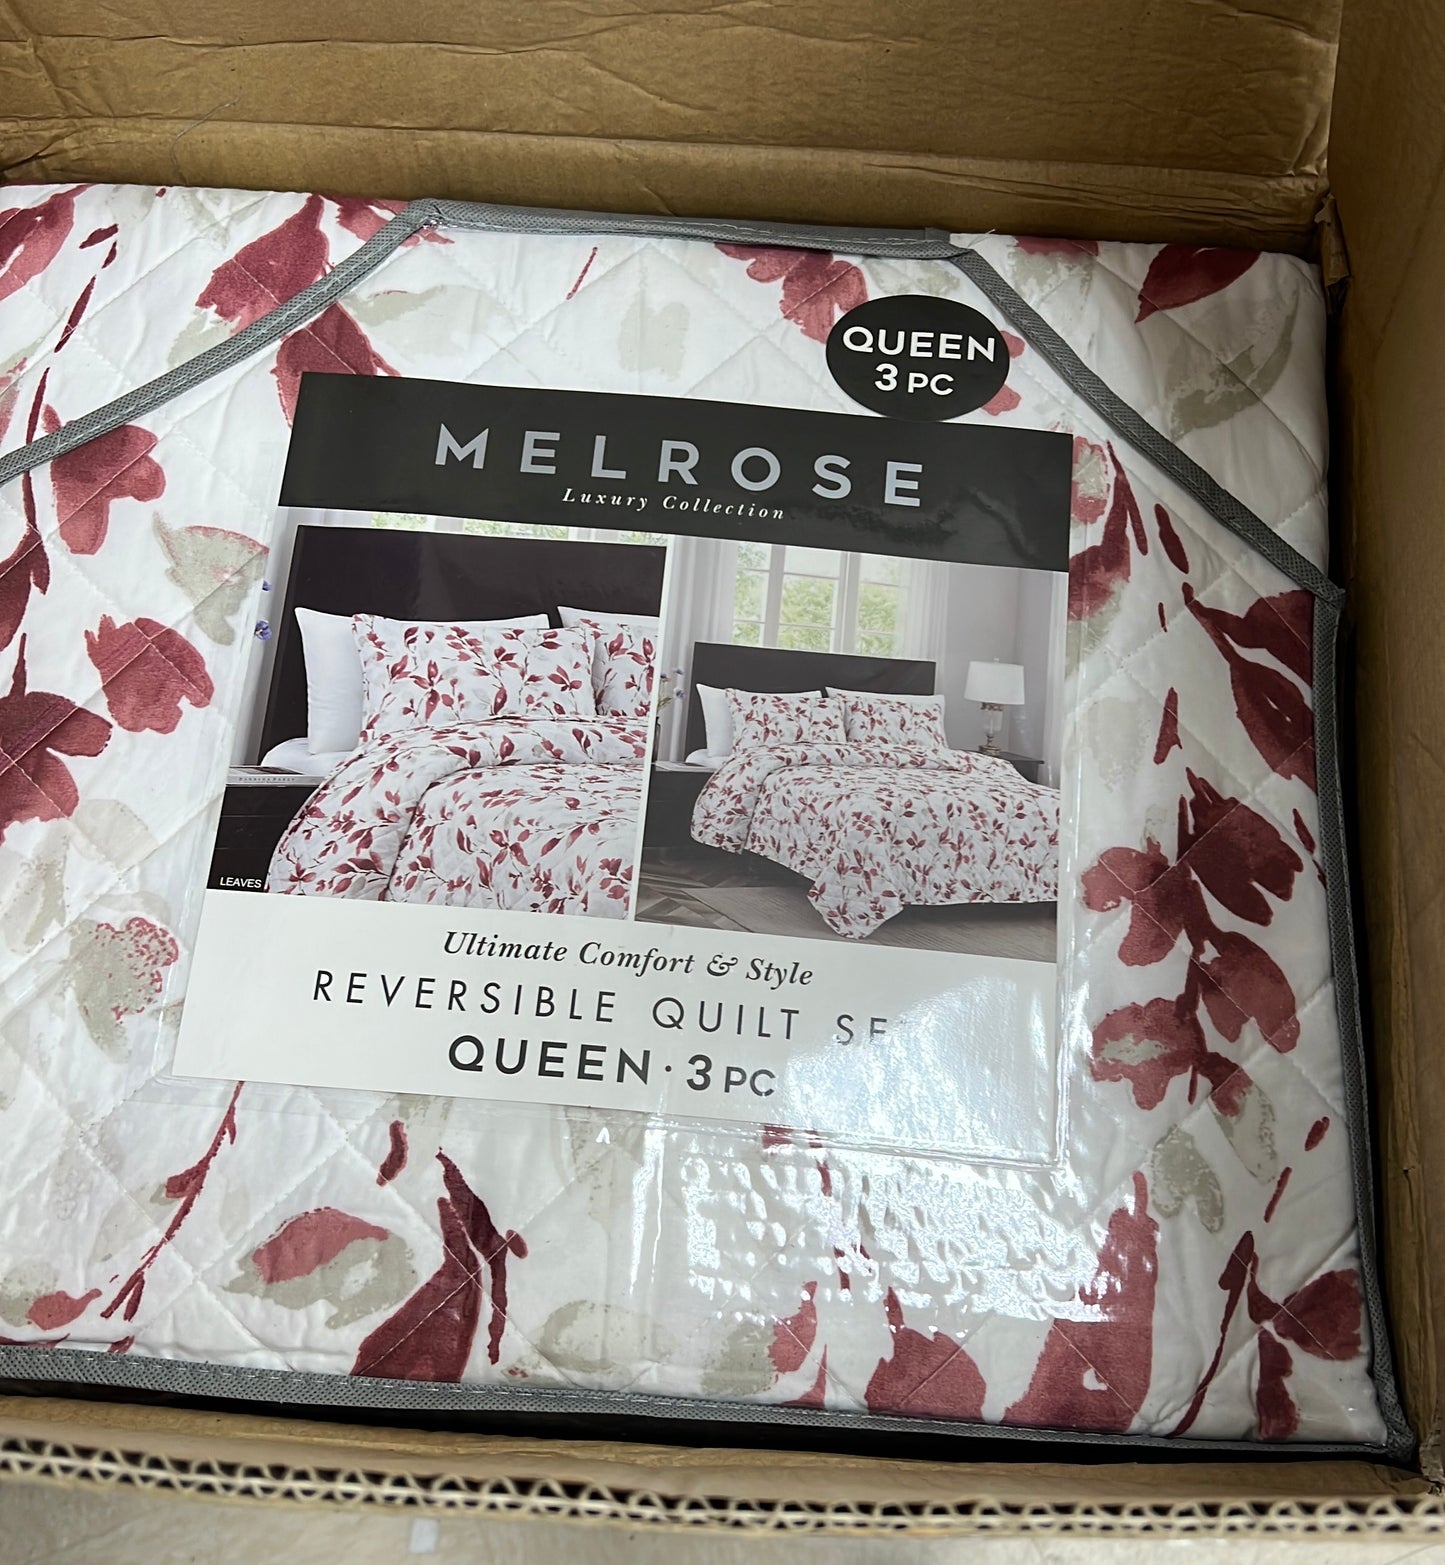 QUEEN
3 PC
MELROSE
Luxury Collection
LEAVES
Ultimate Comfort & Style
REVERSIBLE QUILT SE
QUEEN · 3 PC